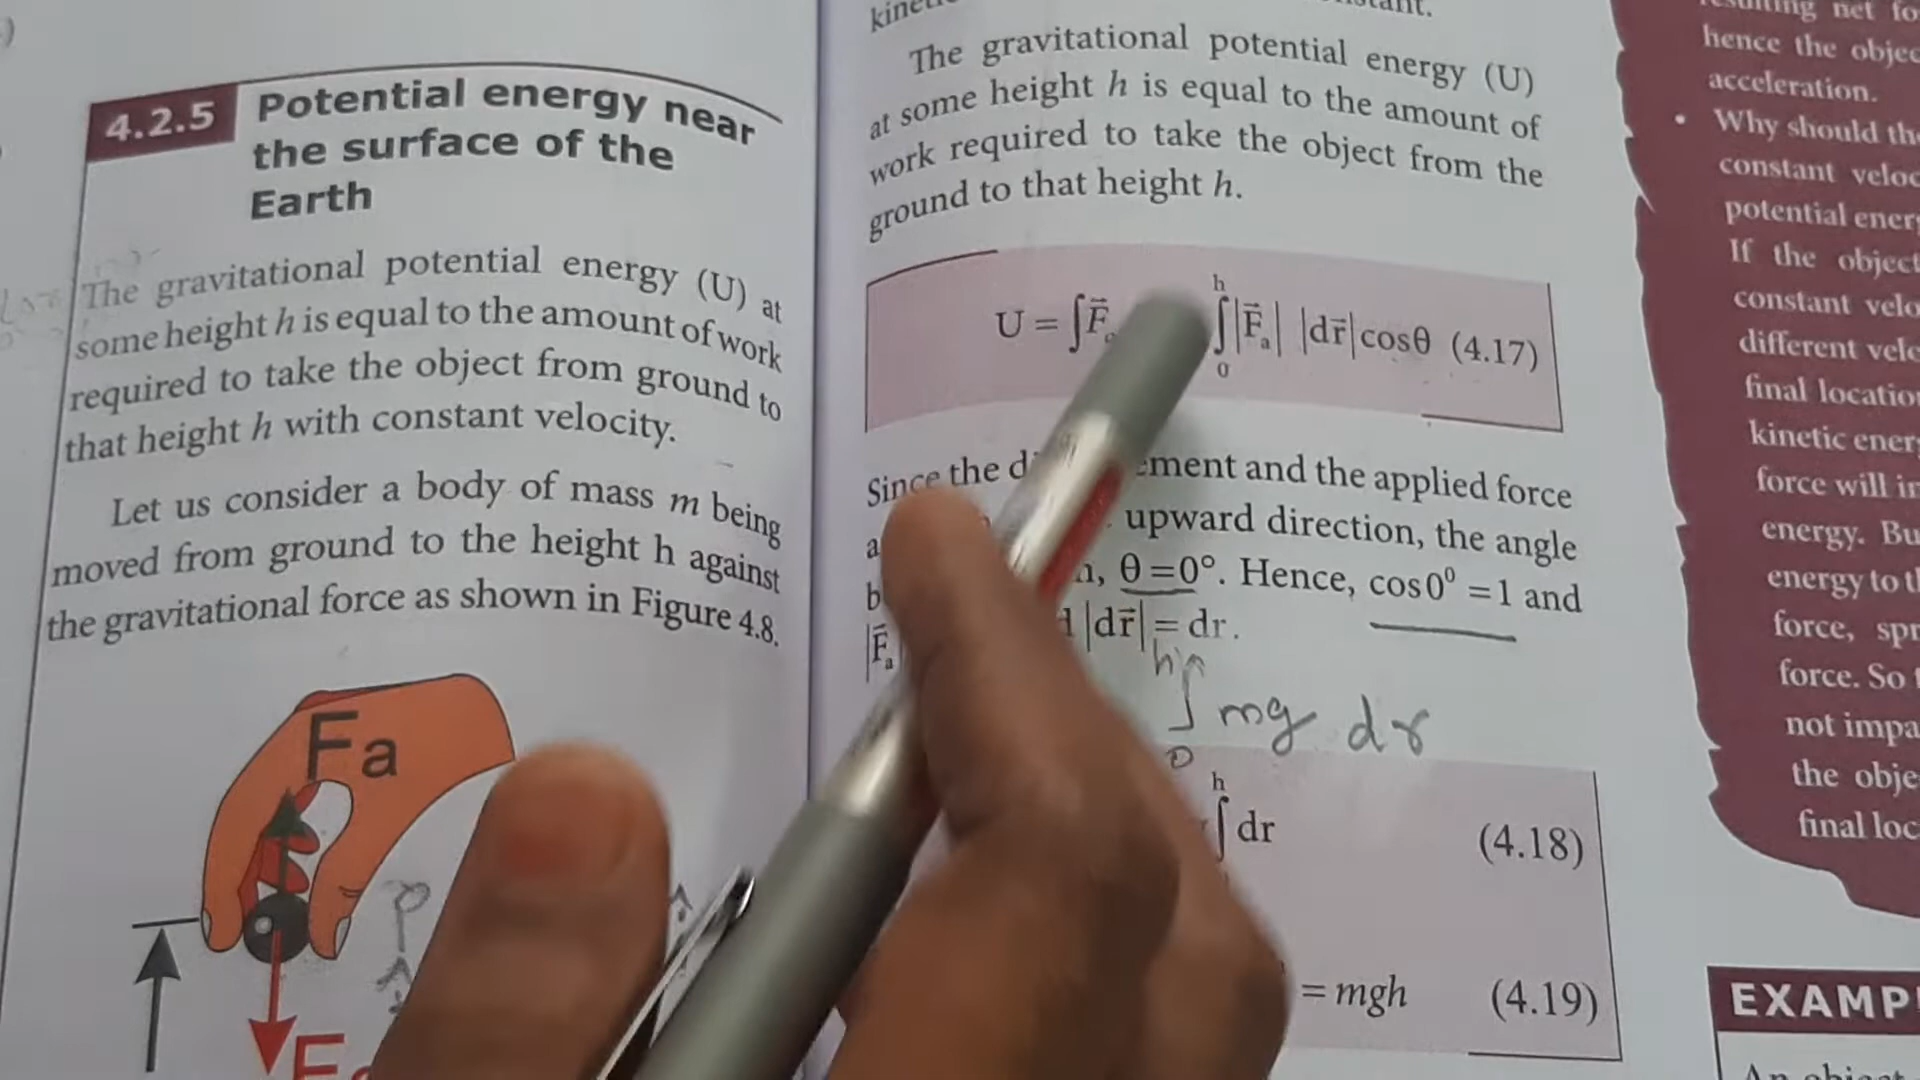 4.2.5 Potential energy near
the surface of the
Earth
The gravitational potential energy (U) at
some height h is equal to the amount of work
required to take the object from ground to
that height h with constant velocity.
Let us consider a body of mass m being
moved from ground to the height h against
the gravitational force as shown in Figure 4.8.
Fa
The gravitational potential energy (U)
at some height h is equal to the amount of
work required to take the object from the
ground to that height h.
U = ∫F⃗ ∫₀ʰ|F⃗ₐ| |dr⃗|cosθ (4.17)
Since the ement and the applied force
upward direction, the angle
θ=0°. Hence, cos0⁰ =1 and
|F⃗ₐ |dr⃗| = dr.
∫₀ʰ mg dr
h
∫ dr (4.18)
= mgh (4.19)
hence the objec
acceleration.
• Why should th
constant veloc
potential energ
If the object
constant velo
different velo
final location
kinetic energ
force will in
energy. Bu
energy to t
force, spr
force. So
not impa
the obje
final loc
EXAMP